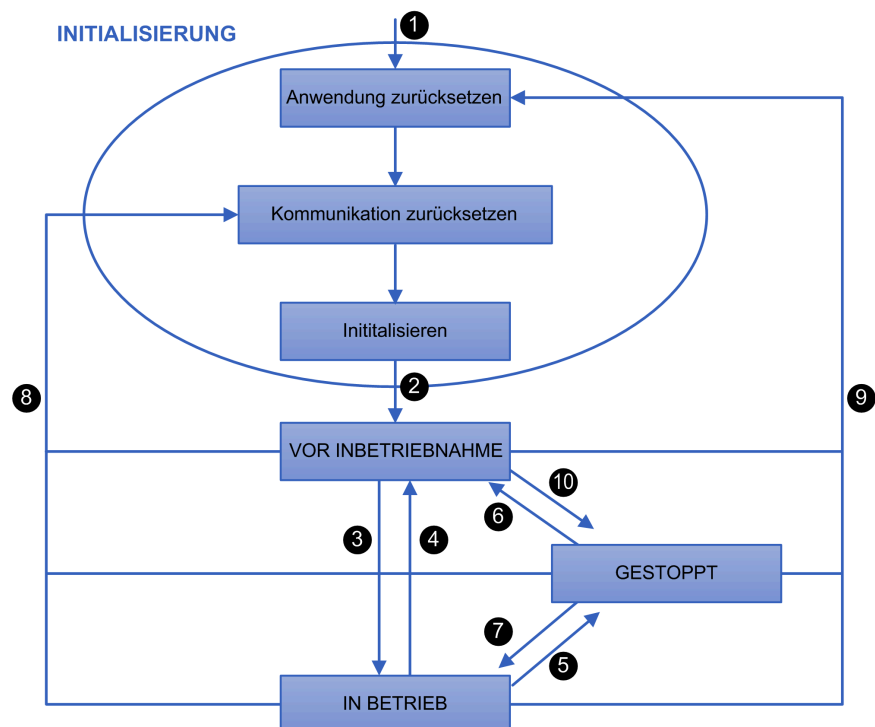 INITIALISIERUNG
1
Anwendung zurücksetzen
Kommunikation zurücksetzen
Inititalisieren
2
8
9
VOR INBETRIEBNAHME
10
6
3
4
GESTOPPT
7
5
IN BETRIEB